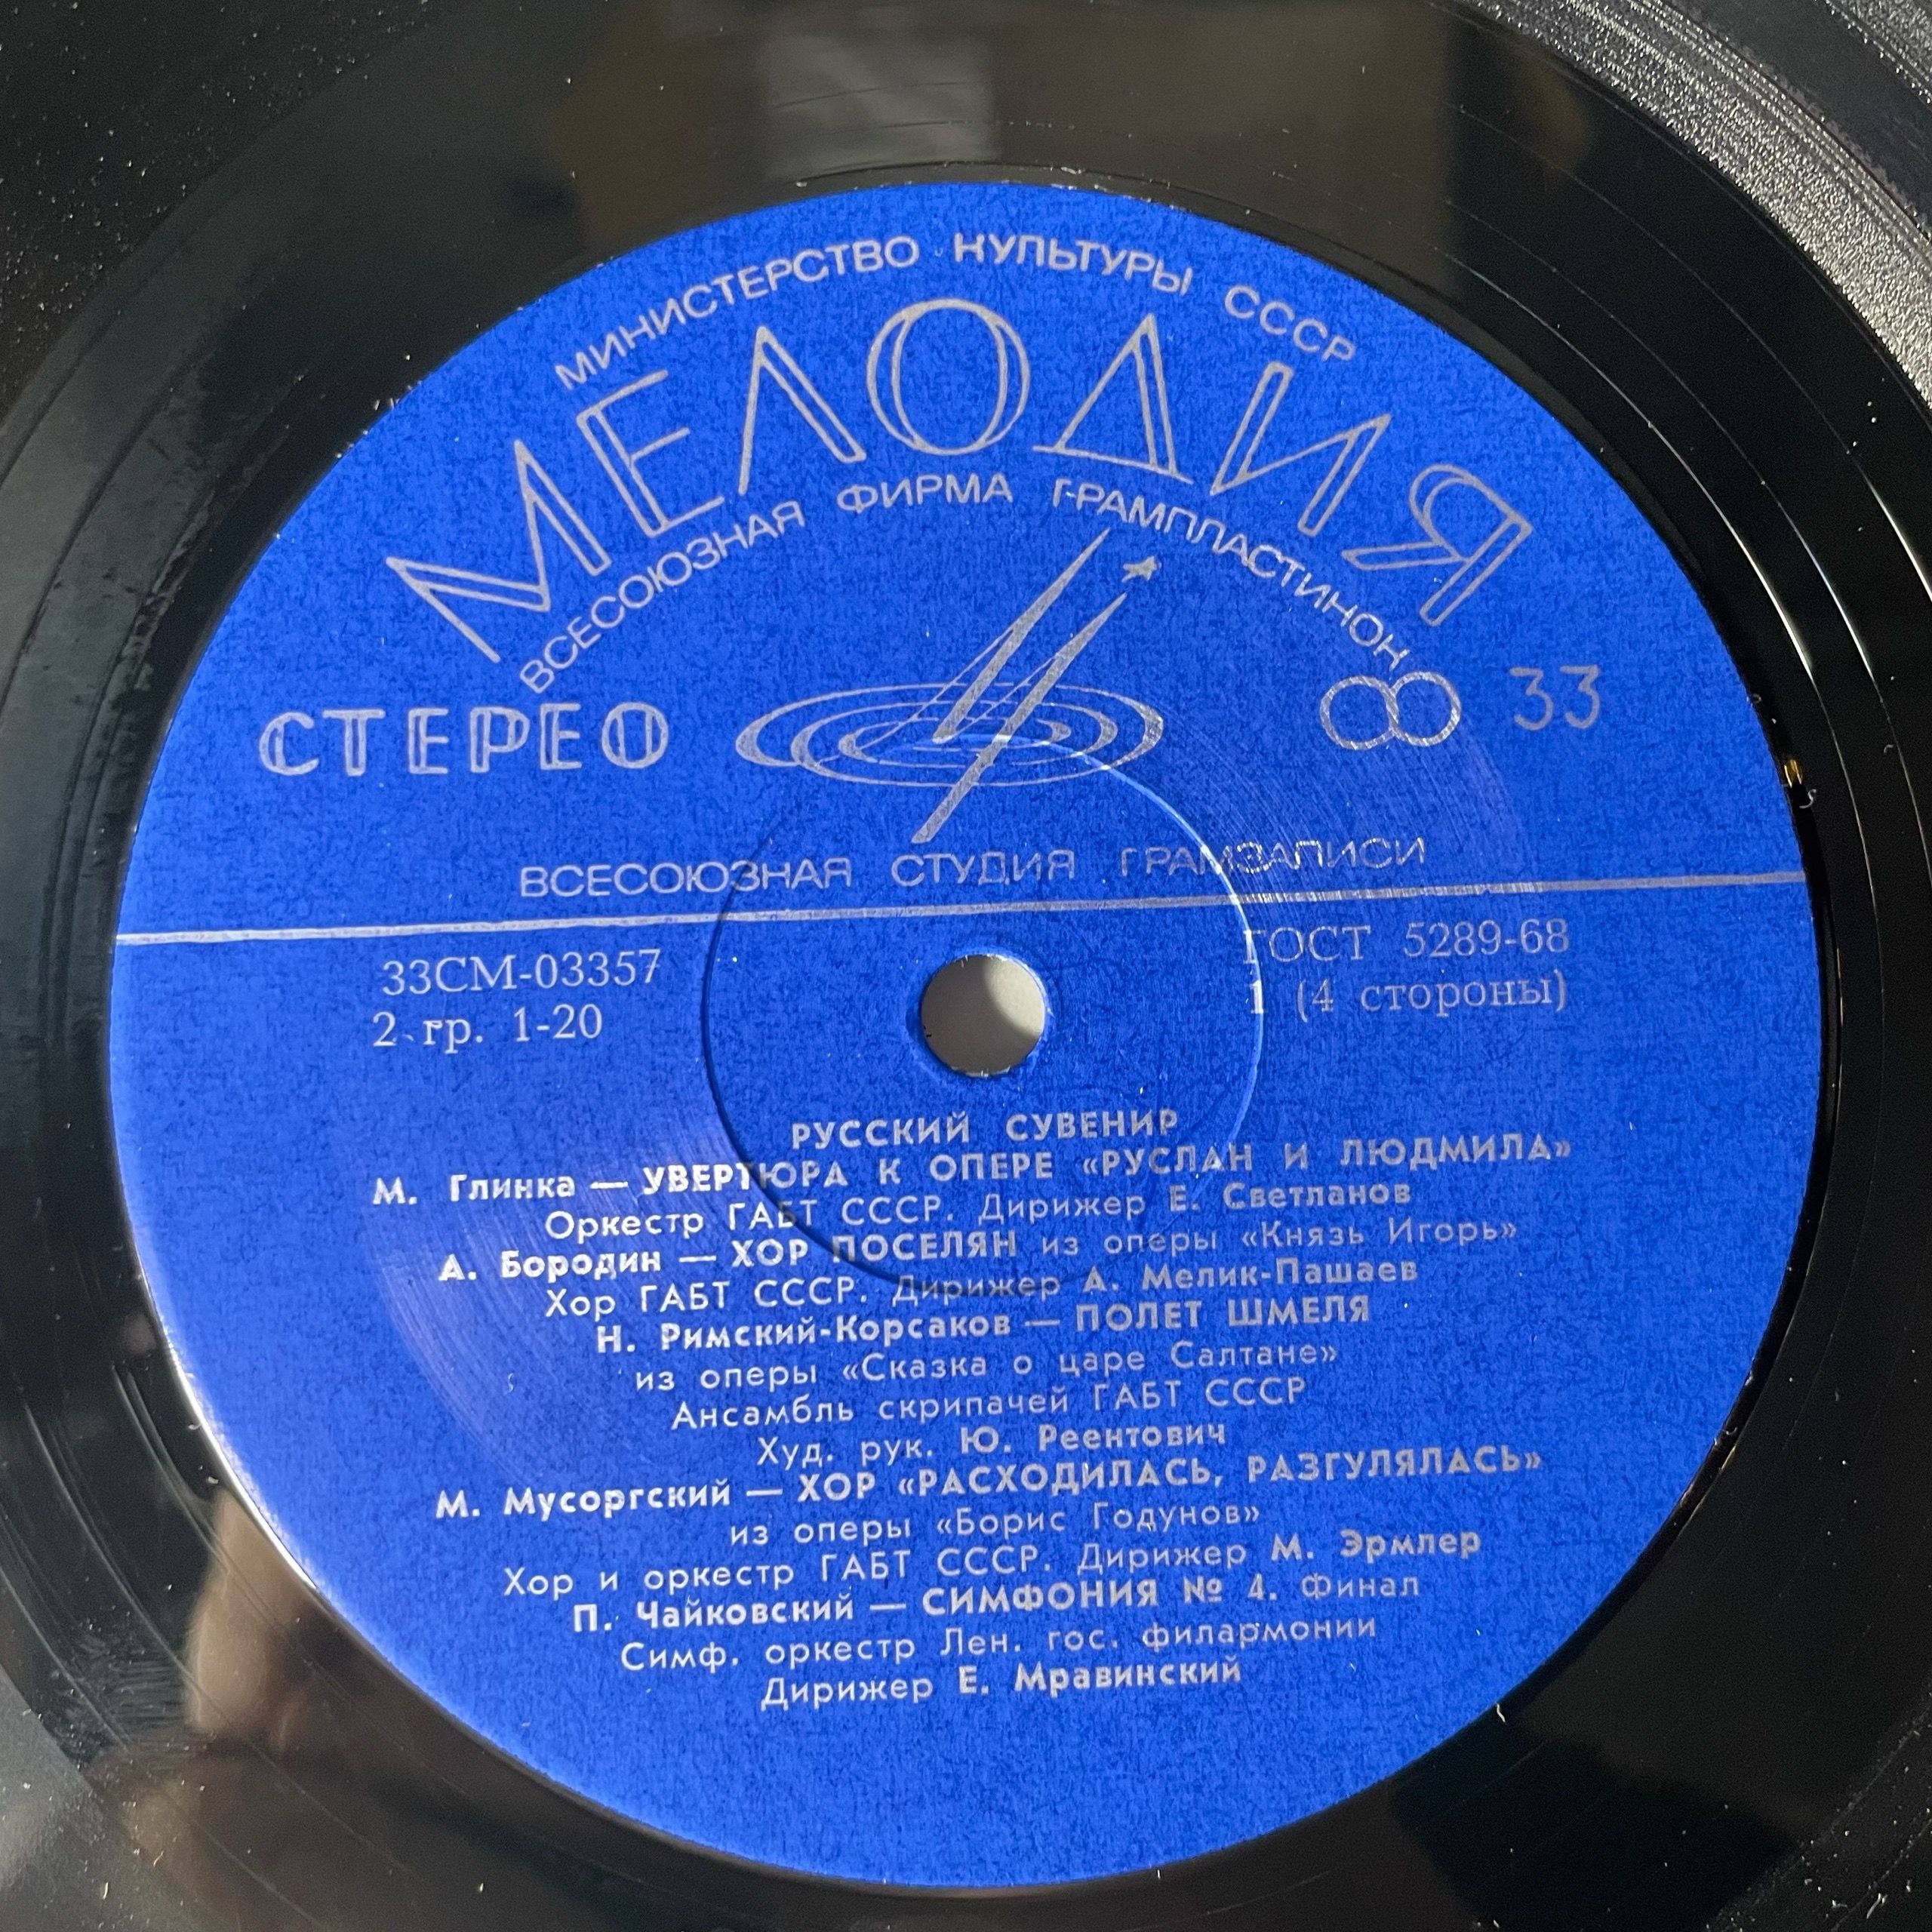 МИНИСТЕРСТВО КУЛЬТУРЫ СССР
МЕЛОДИЯ
ВСЕСОЮЗНАЯ ФИРМА ГРАМПЛАСТИНОК
СТЕРЕО
33
ВСЕСОЮЗНАЯ СТУДИЯ ГРАМЗАПИСИ
33СМ-03357
ГОСТ 5289-68
2 гр. 1-20
1 (4 стороны)
РУССКИЙ СУВЕНИР
М. Глинка — УВЕРТЮРА К ОПЕРЕ «РУСЛАН И ЛЮДМИЛА»
Оркестр ГАБТ СССР. Дирижер Е. Светланов
А. Бородин — ХОР ПОСЕЛЯН из оперы «Князь Игорь»
Хор ГАБТ СССР. Дирижер А. Мелик-Пашаев
Н. Римский-Корсаков — ПОЛЕТ ШМЕЛЯ
из оперы «Сказка о царе Салтане»
Ансамбль скрипачей ГАБТ СССР
Худ. рук. Ю. Реентович
М. Мусоргский — ХОР «РАСХОДИЛАСЬ, РАЗГУЛЯЛАСЬ»
из оперы «Борис Годунов»
Хор и оркестр ГАБТ СССР. Дирижер М. Эрмлер
П. Чайковский — СИМФОНИЯ № 4. Финал
Симф. оркестр Лен. гос. филармонии
Дирижер Е. Мравинский